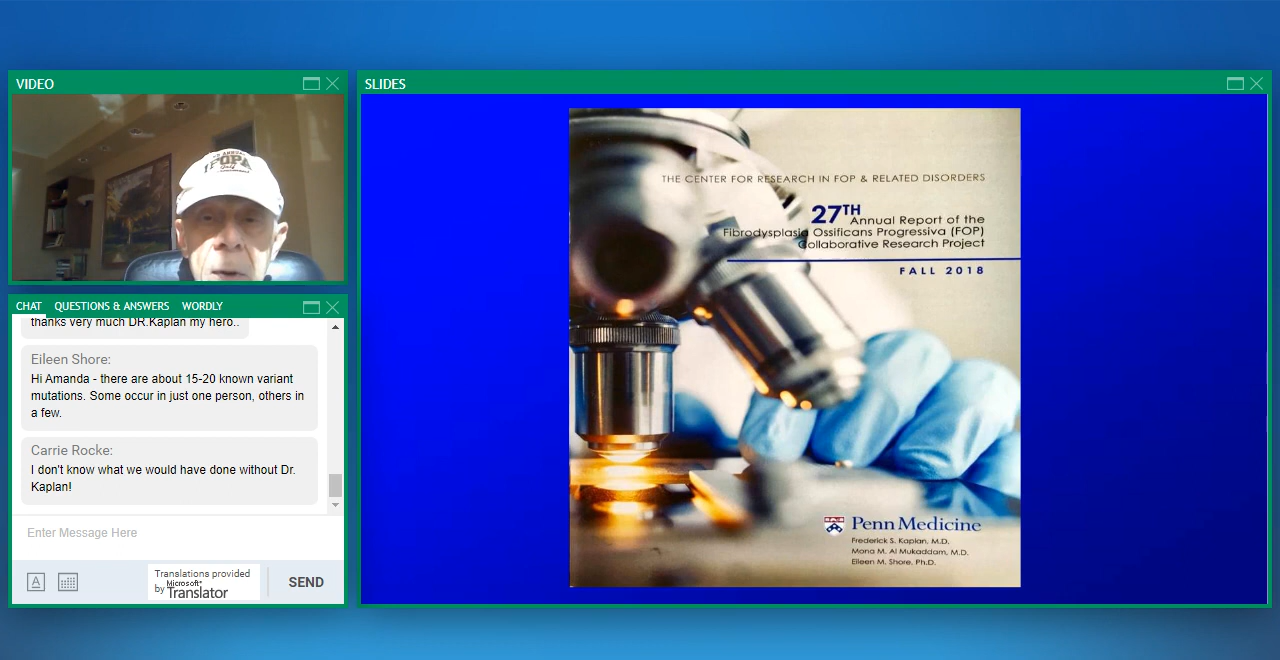 VIDEO
IFOPA
Golf
CHAT QUESTIONS & ANSWERS WORDLY
thanks very much DR.Kaplan my hero..
Eileen Shore:
Hi Amanda - there are about 15-20 known variant
mutations. Some occur in just one person, others in
a few.
Carrie Rocke:
I don't know what we would have done without Dr.
Kaplan!
Enter Message Here
A
Translations provided
by Microsoft®
Translator
SEND
SLIDES
THE CENTER FOR RESEARCH IN FOP & RELATED DISORDERS
27TH Annual Report of the
Fibrodysplasia Ossificans Progressiva (FOP)
Collaborative Research Project
FALL 2018
Penn Medicine
Frederick S. Kaplan, M.D.
Mona M. Al Mukaddam, M.D.
Eileen M. Shore, Ph.D.